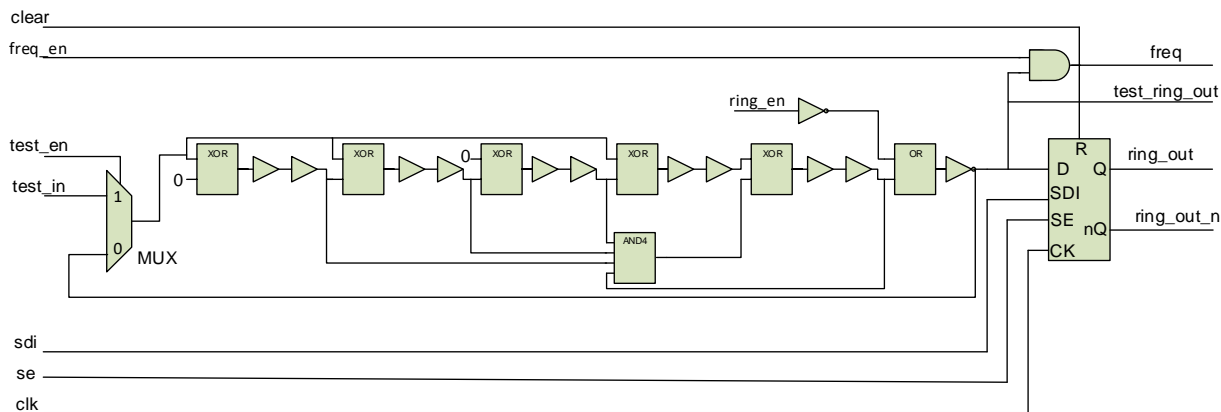 clear
freq_en
freq
ring_en
test_ring_out
test_en
XOR
XOR
XOR
XOR
XOR
OR
R
ring_out
0
D
Q
test_in
0
1
SDI
SE
ring_out_n
nQ
AND4
0
MUX
CK
sdi
se
clk